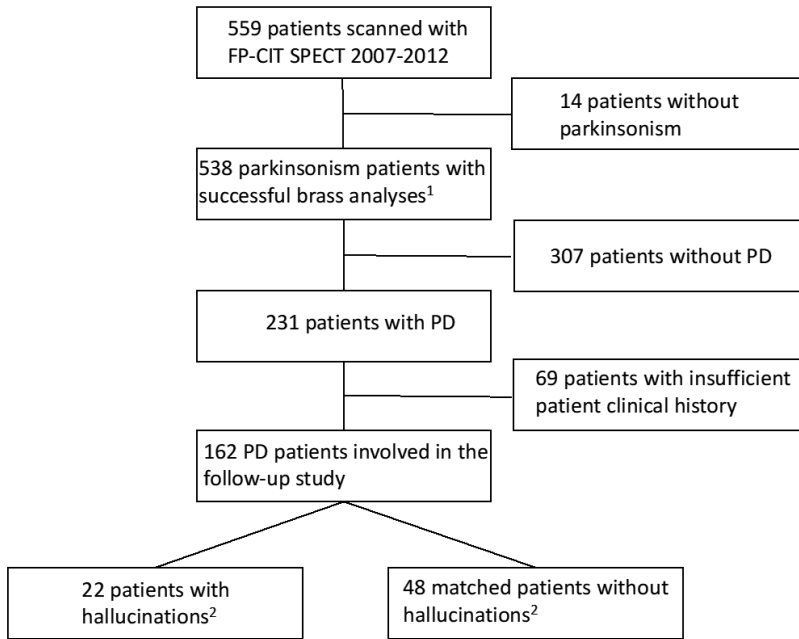 559 patients scanned with
FP-CIT SPECT 2007-2012
14 patients without
parkinsonism
538 parkinsonism patients with
successful brass analyses¹
307 patients without PD
231 patients with PD
69 patients with insufficient
patient clinical history
162 PD patients involved in the
follow-up study
22 patients with
hallucinations²
48 matched patients without
hallucinations²